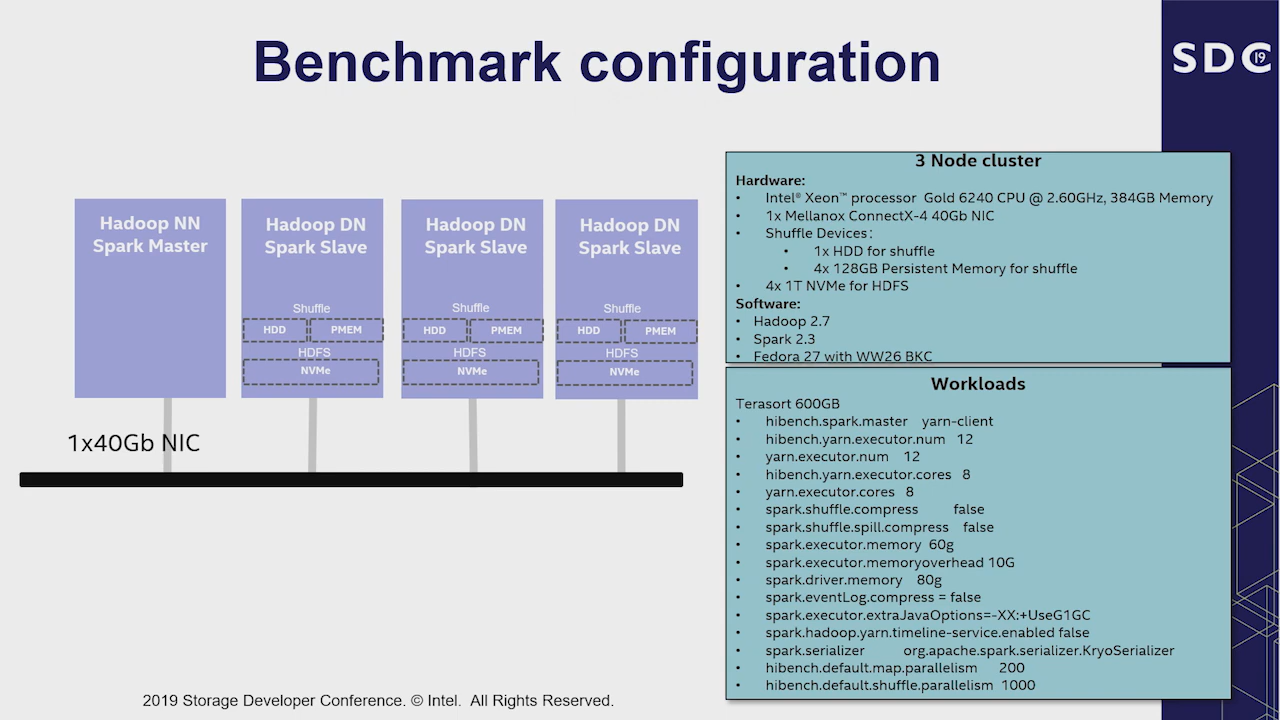 Benchmark configuration
SDC 19
Hadoop NN
Spark Master
Hadoop DN
Spark Slave
Shuffle
HDD
PMEM
HDFS
NVMe
Hadoop DN
Spark Slave
Shuffle
HDD
PMEM
HDFS
NVMe
Hadoop DN
Spark Slave
Shuffle
HDD
PMEM
HDFS
NVMe
1x40Gb NIC
3 Node cluster
Hardware:
• Intel® Xeon™ processor Gold 6240 CPU @ 2.60GHz, 384GB Memory
• 1x Mellanox ConnectX-4 40Gb NIC
• Shuffle Devices:
• 1x HDD for shuffle
• 4x 128GB Persistent Memory for shuffle
• 4x 1T NVMe for HDFS
Software:
• Hadoop 2.7
• Spark 2.3
• Fedora 27 with WW26 BKC
Workloads
Terasort 600GB
• hibench.spark.master yarn-client
• hibench.yarn.executor.num 12
• yarn.executor.num 12
• hibench.yarn.executor.cores 8
• yarn.executor.cores 8
• spark.shuffle.compress false
• spark.shuffle.spill.compress false
• spark.executor.memory 60g
• spark.executor.memoryoverhead 10G
• spark.driver.memory 80g
• spark.eventLog.compress = false
• spark.executor.extraJavaOptions=-XX:+UseG1GC
• spark.hadoop.yarn.timeline-service.enabled false
• spark.serializer org.apache.spark.serializer.KryoSerializer
• hibench.default.map.parallelism 200
• hibench.default.shuffle.parallelism 1000
2019 Storage Developer Conference. © Intel. All Rights Reserved.